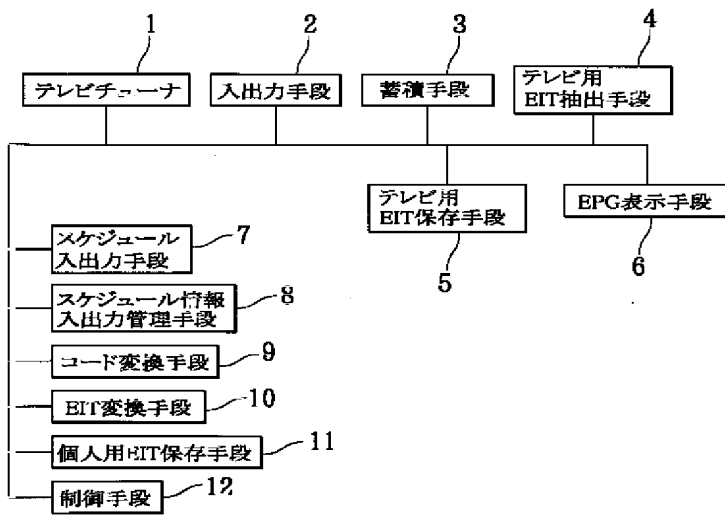 1
2
3
4
テレビチューナ
入出力手段
蓄積手段
テレビ用
EIT抽出手段
テレビ用
EIT保存手段
5
EPG表示手段
6
スケジュール
入出力手段
7
スケジュール情報
入出力管理手段
8
コード変換手段
9
EIT変換手段
10
個人用EIT保存手段
11
制御手段
12